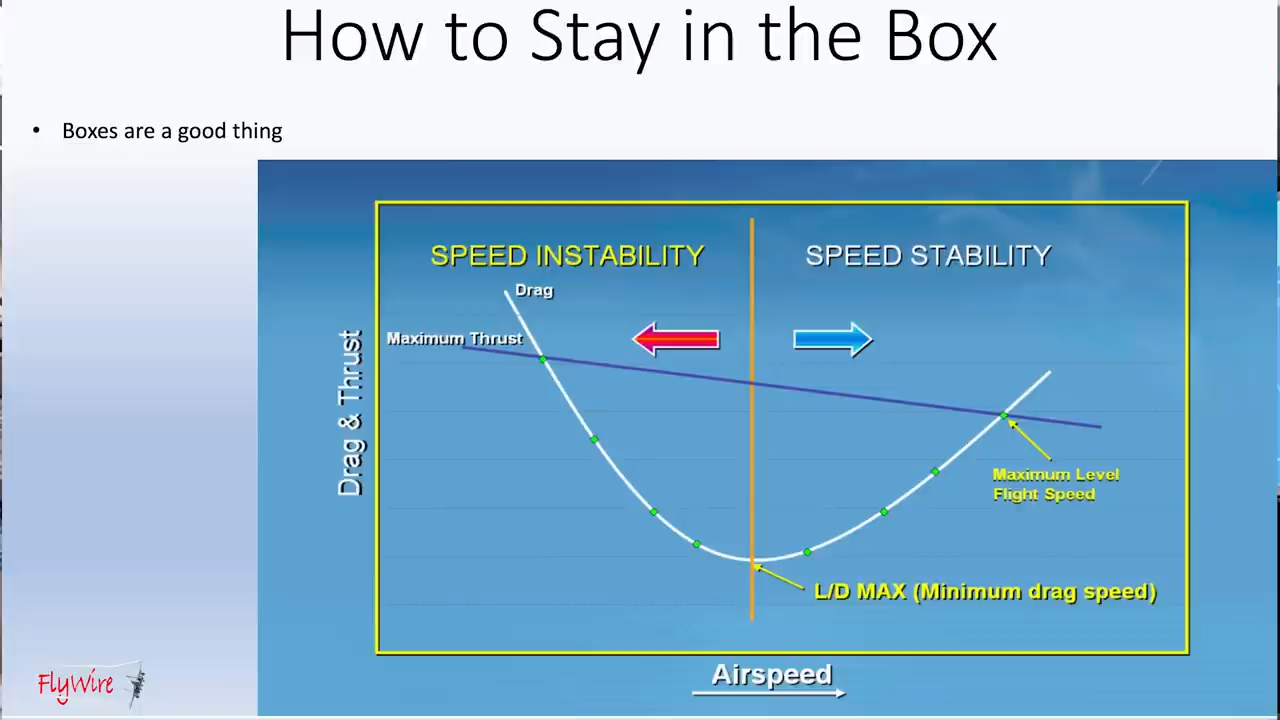 How to Stay in the Box
• Boxes are a good thing
SPEED INSTABILITY
SPEED STABILITY
Drag
Maximum Thrust
Drag & Thrust
Maximum Level
Flight Speed
L/D MAX (Minimum drag speed)
Airspeed
FlyWire